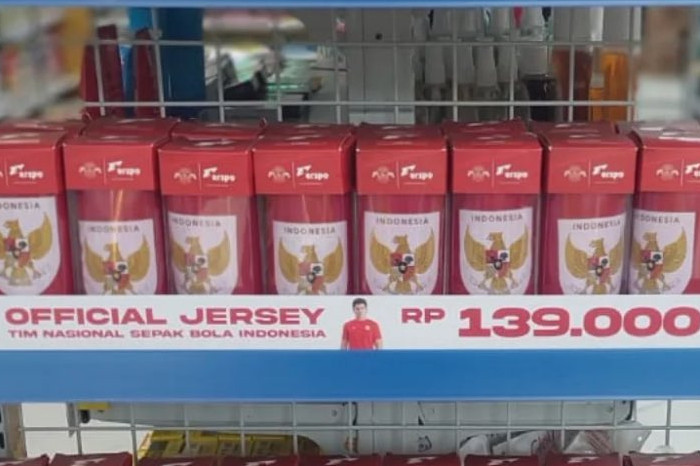 erspo erspo erspo erspo erspo erspo erspo erspo
INDONESIA INDONESIA INDONESIA INDONESIA INDONESIA INDONESIA INDONESIA INDONESIA
OFFICIAL JERSEY
TIM NASIONAL SEPAK BOLA INDONESIA
RP 139.000